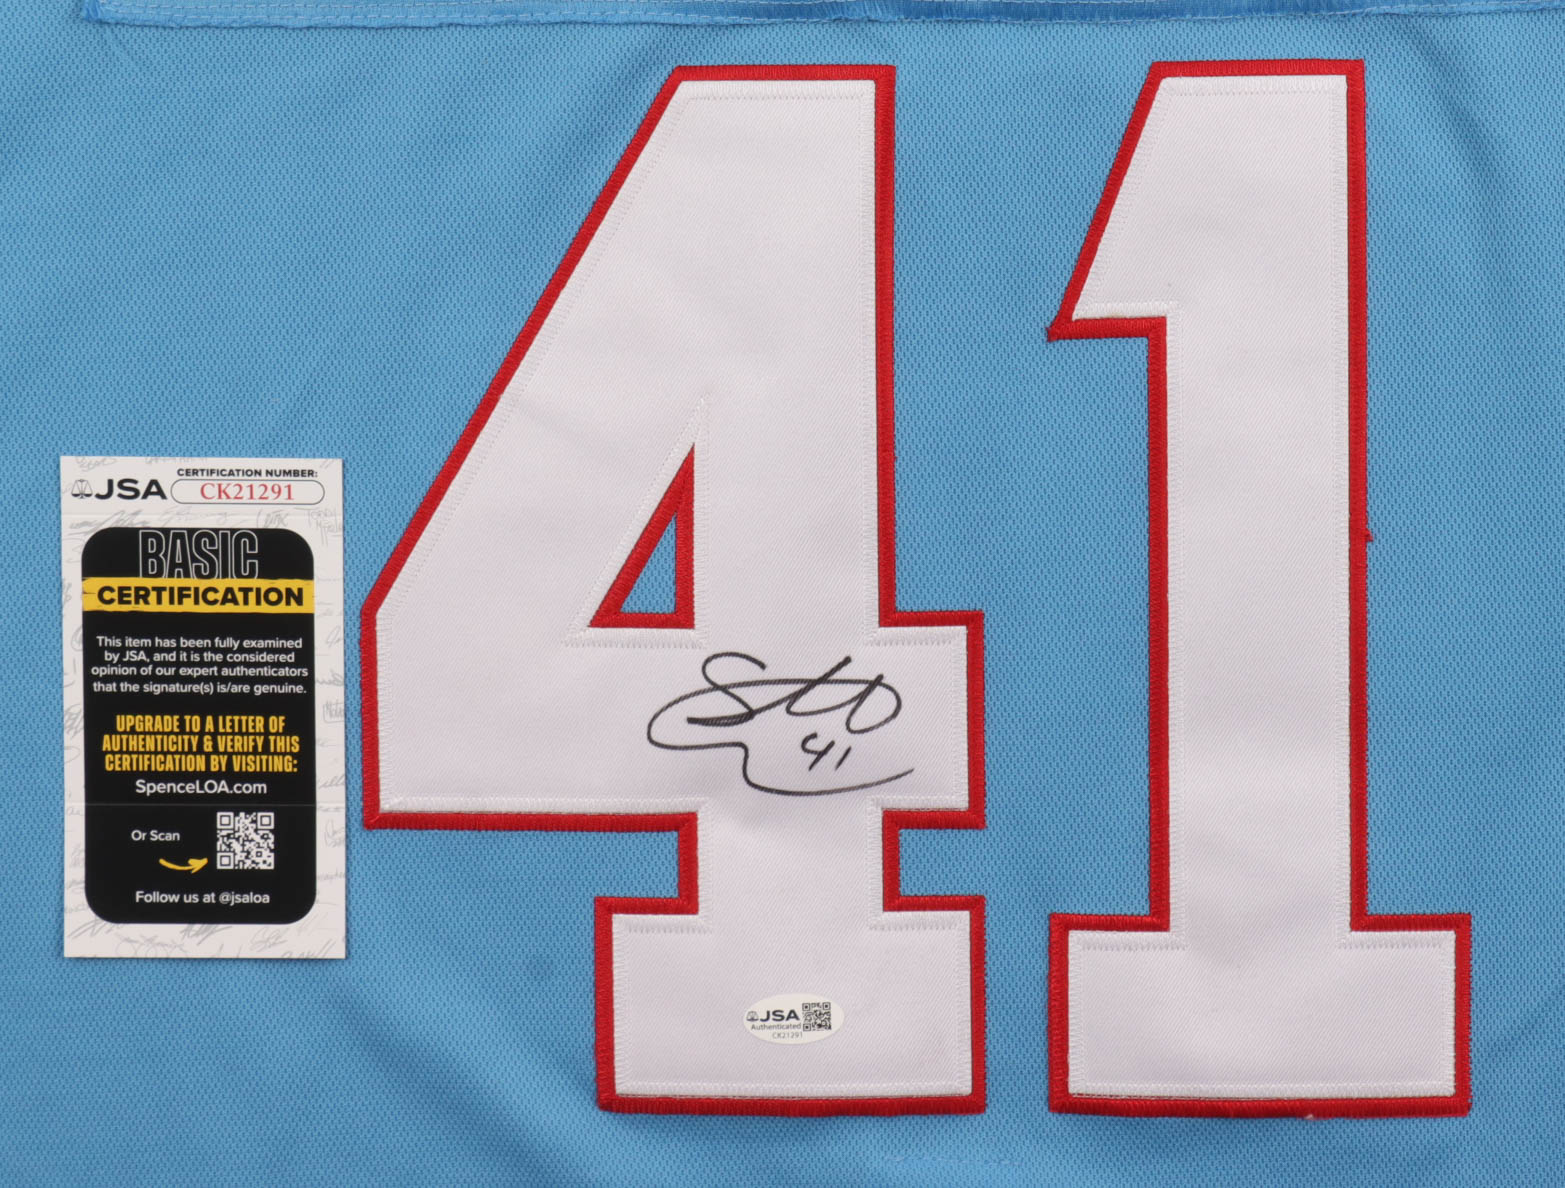 41
CERTIFICATION NUMBER:
JSA CK21291
BASIC
CERTIFICATION
This item has been fully examined
by JSA, and it is the considered
opinion of our expert authenticators
that the signature(s) is/are genuine.
UPGRADE TO A LETTER OF
AUTHENTICITY & VERIFY THIS
CERTIFICATION BY VISITING:
SpenceLOA.com
Or Scan
Follow us at @jsaloa
41
JSA
Authenticated
CK21291